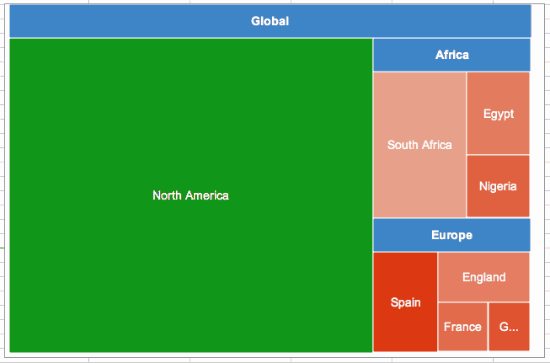 Global
North America
Africa
South Africa
Egypt
Nigeria
Europe
Spain
England
France
G...